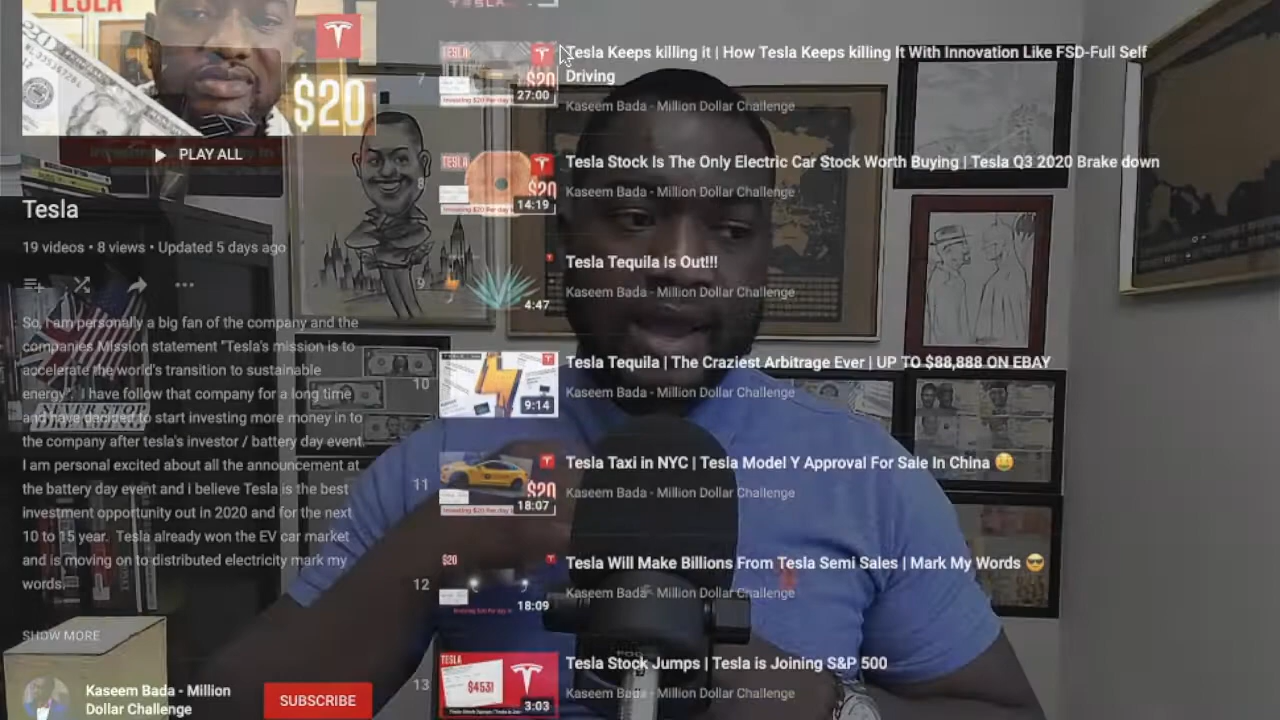 TESLA
$20
PLAY ALL
Tesla
19 videos • 8 views • Updated 5 days ago
So, I am personally a big fan of the company and the
companies Mission statement "Tesla's mission is to
accelerate the world's transition to sustainable
energy". I have follow that company for a long time
and have decided to start investing more money in to
the company after tesla's investor / battery day event
I am personal excited about all the announcement at
the battery day event and i believe Tesla is the best
investment opportunity out in 2020 and for the next
10 to 15 year. Tesla already won the EV car market
and is moving on to distributed electricity mark my
words.
SHOW MORE
Kaseem Bada - Million
Dollar Challenge
SUBSCRIBE
TESLA
7
TESLA
$20
27:00
Tesla Keeps killing it | How Tesla Keeps killing It With Innovation Like FSD-Full Self
Driving
Kaseem Bada - Million Dollar Challenge
8
TESLA
$20
14:19
Tesla Stock Is The Only Electric Car Stock Worth Buying | Tesla Q3 2020 Brake down
Kaseem Bada - Million Dollar Challenge
9
4:47
Tesla Tequila is Out!!!
Kaseem Bada - Million Dollar Challenge
10
9:14
Tesla Tequila | The Craziest Arbitrage Ever | UP TO $88,888 ON EBAY
Kaseem Bada - Million Dollar Challenge
11
$20
18:07
Tesla Taxi in NYC | Tesla Model Y Approval For Sale In China 🤑
Kaseem Bada - Million Dollar Challenge
12
$20
18:09
Tesla Will Make Billions From Tesla Semi Sales | Mark My Words 😎
Kaseem Bada - Million Dollar Challenge
13
TESLA
$453
3:03
Tesla Stock Jumps | Tesla is Joining S&P 500
Kaseem Bada - Million Dollar Challenge